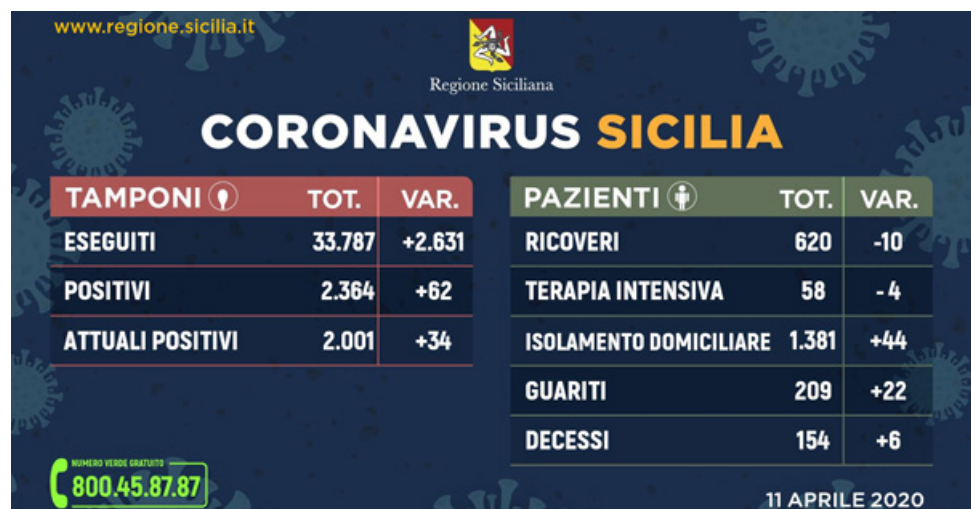 www.regione.sicilia.it
Regione Siciliana
CORONAVIRUS SICILIA
TAMPONI TOT. VAR.
ESEGUITI 33.787 +2.631
POSITIVI 2.364 +62
ATTUALI POSITIVI 2.001 +34
PAZIENTI TOT. VAR.
RICOVERI 620 -10
TERAPIA INTENSIVA 58 - 4
ISOLAMENTO DOMICILIARE 1.381 +44
GUARITI 209 +22
DECESSI 154 +6
NUMERO VERDE GRATUITO
800.45.87.87
11 APRILE 2020